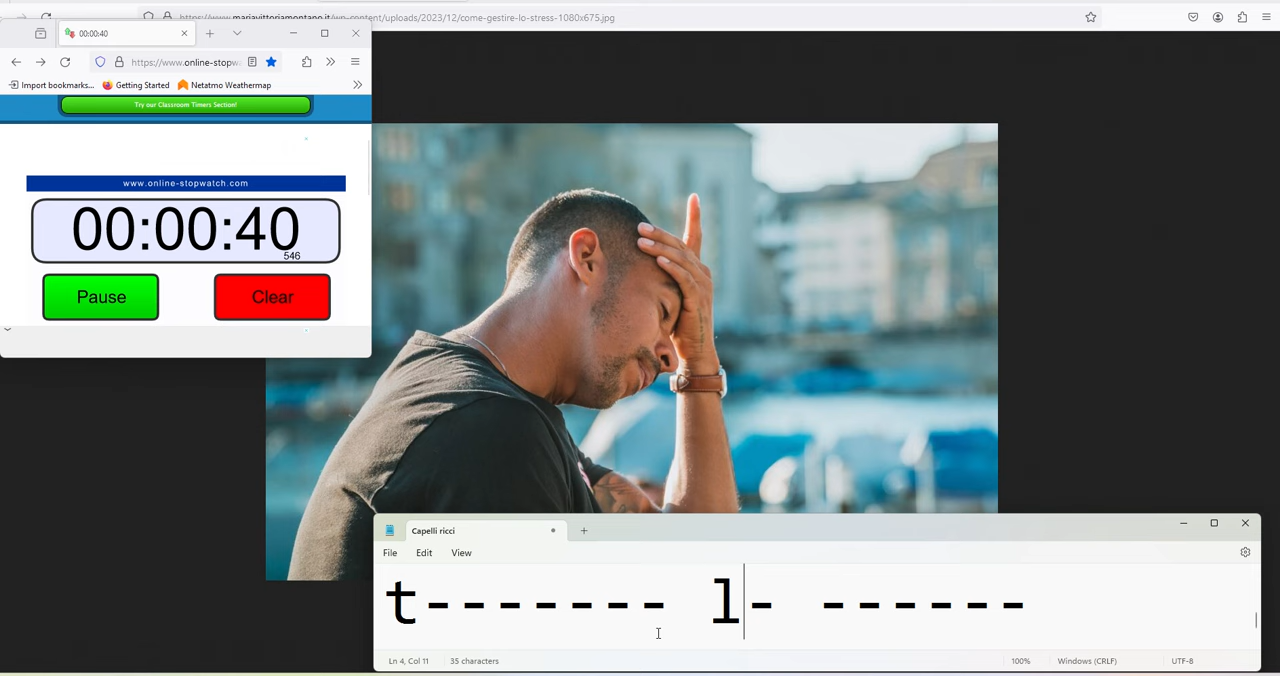 https://www.mariavittoriamontano.it/wp-content/uploads/2023/12/come-gestire-lo-stress-1080x675.jpg
00:00:40
https://www.online-stopw
Import bookmarks...
Getting Started
Netatmo Weathermap
Try our Classroom Timers Section!
www.online-stopwatch.com
00:00:40
546
Pause
Clear
Capelli ricci
File
Edit
View
t------- l- ------
Ln 4, Col 11
35 characters
100%
Windows (CRLF)
UTF-8